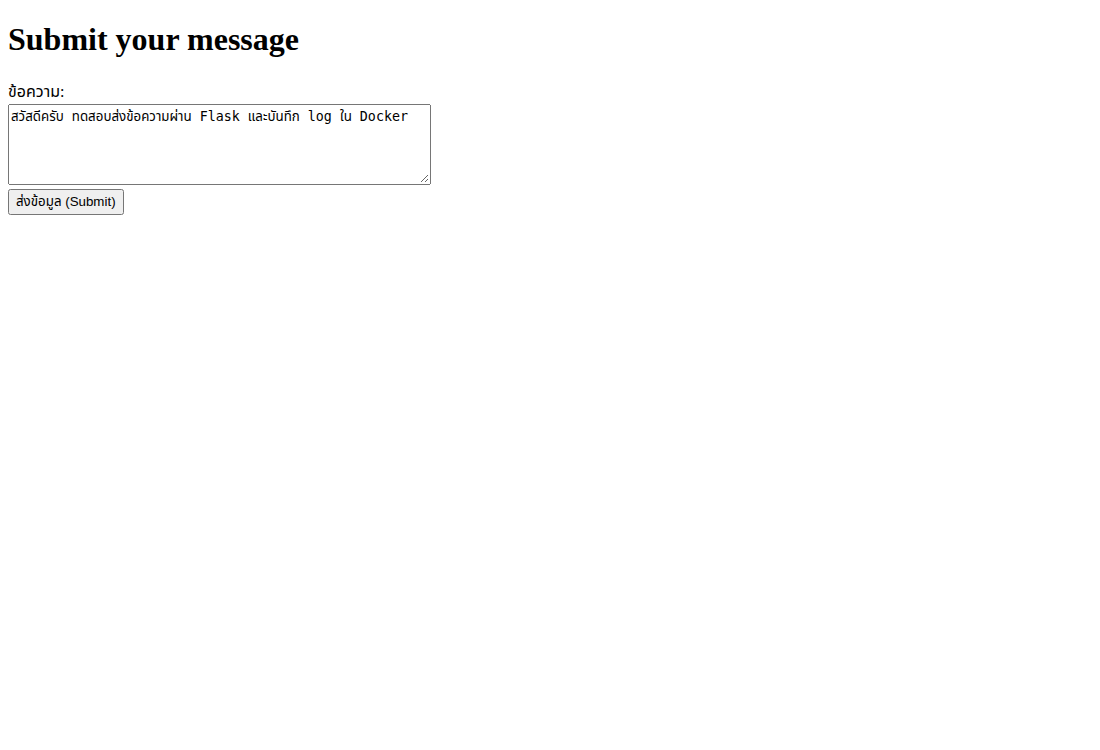 Submit your message
ข้อความ:
สวัสดีครับ ทดสอบส่งข้อความผ่าน Flask และบันทึก log ใน Docker
ส่งข้อมูล (Submit)